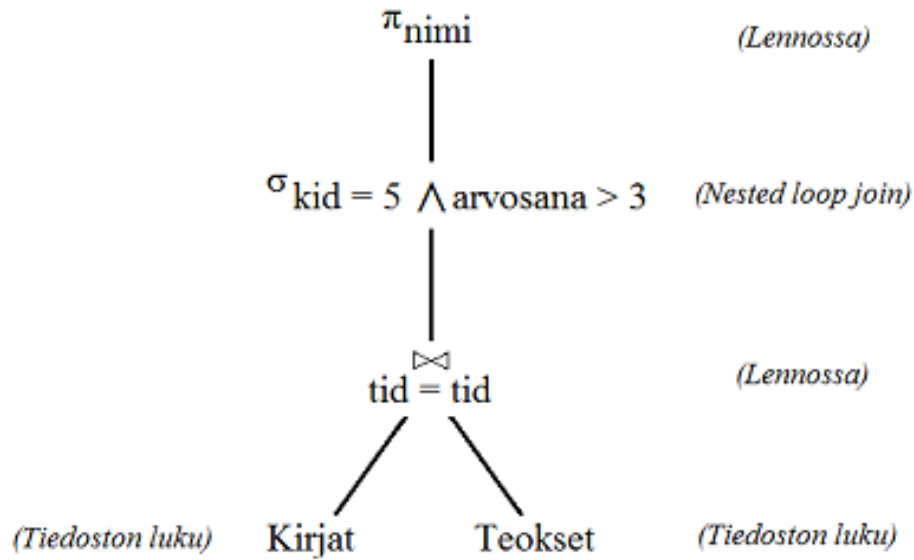 π nimi (Lennossa)
σ kid = 5 ∧ arvosana > 3 (Nested loop join)
⋈
tid = tid (Lennossa)
(Tiedoston luku) Kirjat Teokset (Tiedoston luku)